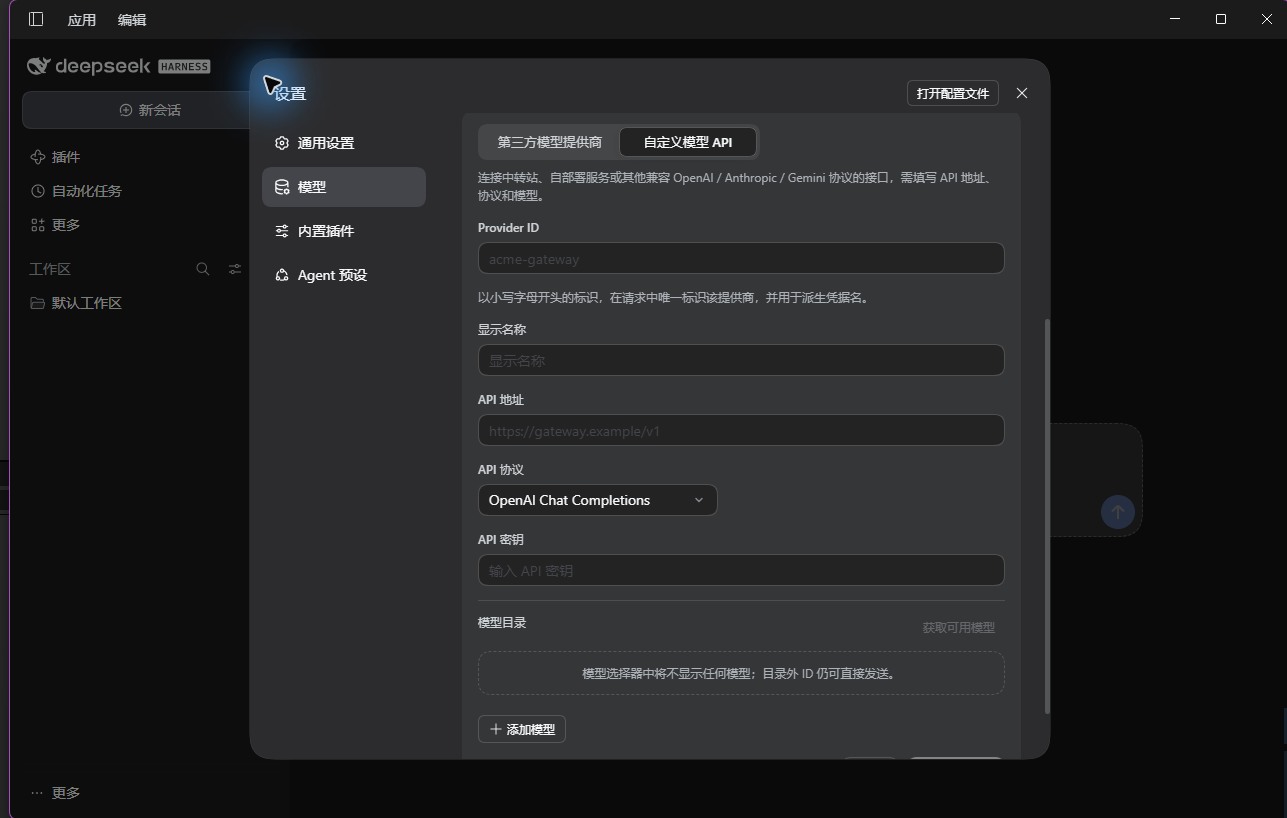 应用 编辑
deepseek HARNESS
新会话
插件
自动化任务
更多
工作区
默认工作区
更多
设置
打开配置文件
通用设置
模型
内置插件
Agent 预设
第三方模型提供商
自定义模型 API
连接中转站、自部署服务或其他兼容 OpenAI / Anthropic / Gemini 协议的接口，需填写 API 地址、
协议和模型。
Provider ID
acme-gateway
以小写字母开头的标识，在请求中唯一标识该提供商，并用于派生凭据名。
显示名称
显示名称
API 地址
https://gateway.example/v1
API 协议
OpenAI Chat Completions
API 密钥
输入 API 密钥
模型目录
获取可用模型
模型选择器中将不显示任何模型；目录外 ID 仍可直接发送。
添加模型